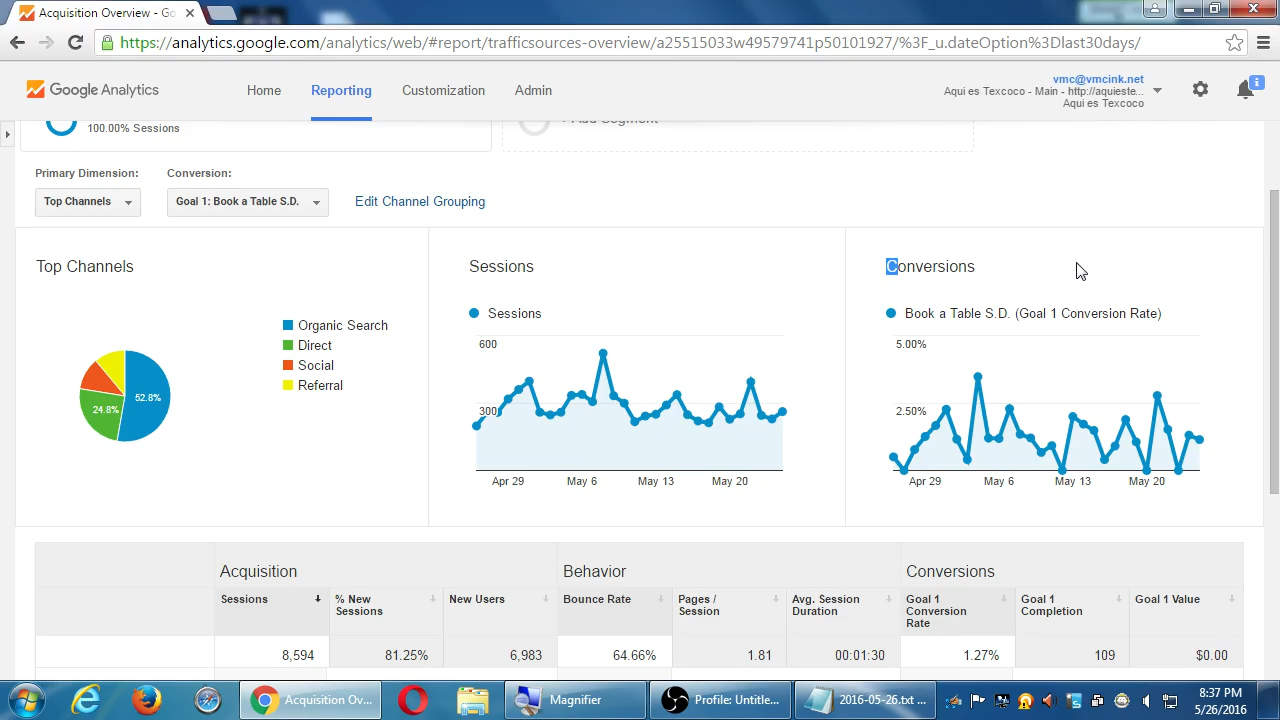 Acquisition Overview - Go
https://analytics.google.com/analytics/web/#report/trafficsources-overview/a25515033w49579741p50101927/%3F_u.dateOption%3Dlast30days/
Google Analytics
Home
Reporting
Customization
Admin
vmc@vmcink.net
Aqui es Texcoco - Main - http://aquieste...
Aqui es Texcoco
100.00% Sessions
+ Add Segment
Primary Dimension:
Conversion:
Top Channels
Goal 1: Book a Table S.D.
Edit Channel Grouping
Top Channels
Organic Search
Direct
Social
Referral
52.8%
24.8%
Sessions
Sessions
600
300
Apr 29
May 6
May 13
May 20
Conversions
Book a Table S.D. (Goal 1 Conversion Rate)
5.00%
2.50%
Apr 29
May 6
May 13
May 20
Acquisition
Behavior
Conversions
Sessions
% New
Sessions
New Users
Bounce Rate
Pages /
Session
Avg. Session
Duration
Goal 1
Conversion
Rate
Goal 1
Completion
Goal 1 Value
8,594
81.25%
6,983
64.66%
1.81
00:01:30
1.27%
109
$0.00
Acquisition Ov...
Magnifier
Profile: Untitle...
2016-05-26.txt ...
8:37 PM
5/26/2016